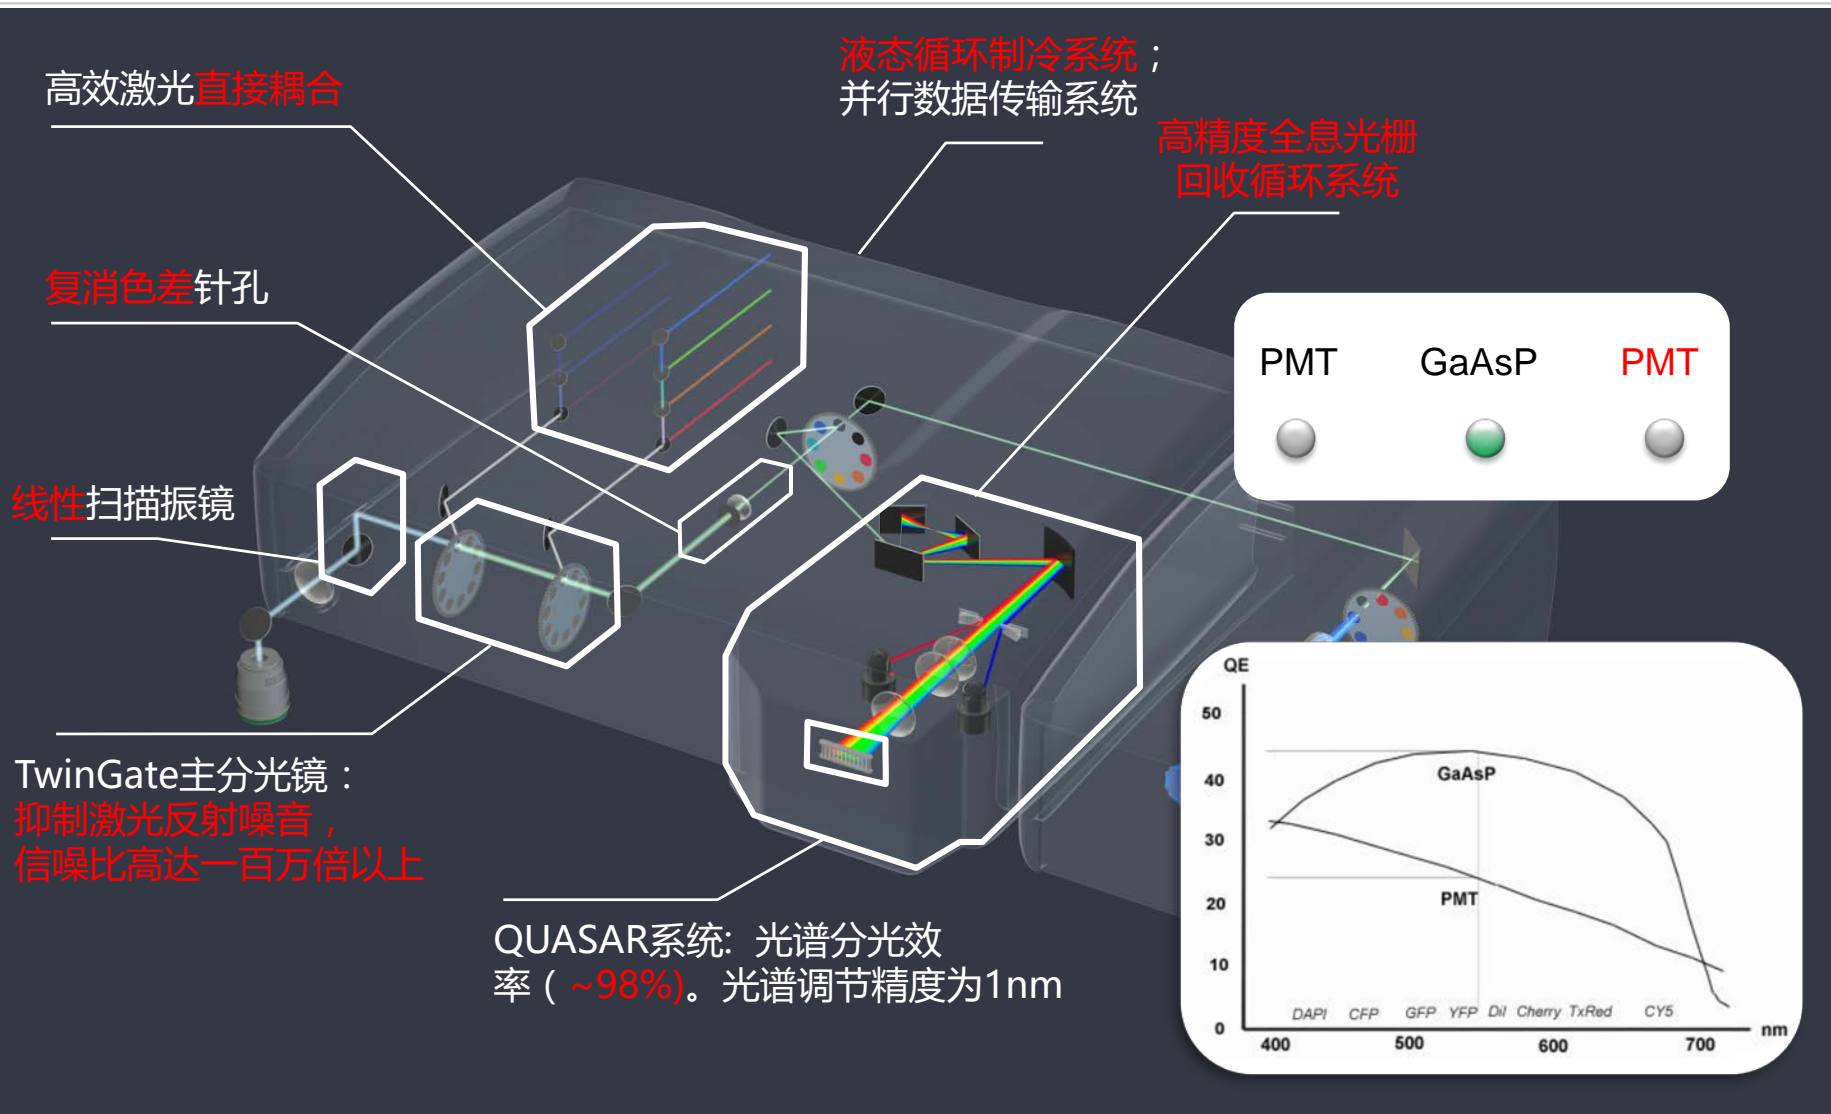 高效激光直接耦合
液态循环制冷系统；
并行数据传输系统
高精度全息光栅
回收循环系统
复消色差针孔
PMT GaAsP PMT
线性扫描振镜
TwinGate主分光镜：
抑制激光反射噪音，
信噪比高达一百万倍以上
QUASAR系统: 光谱分光效
率（~98%)。光谱调节精度为1nm
QE
50
40
30
20
10
0
GaAsP
PMT
DAPI CFP GFP YFP DiI Cherry TxRed CY5
400 500 600 700 nm